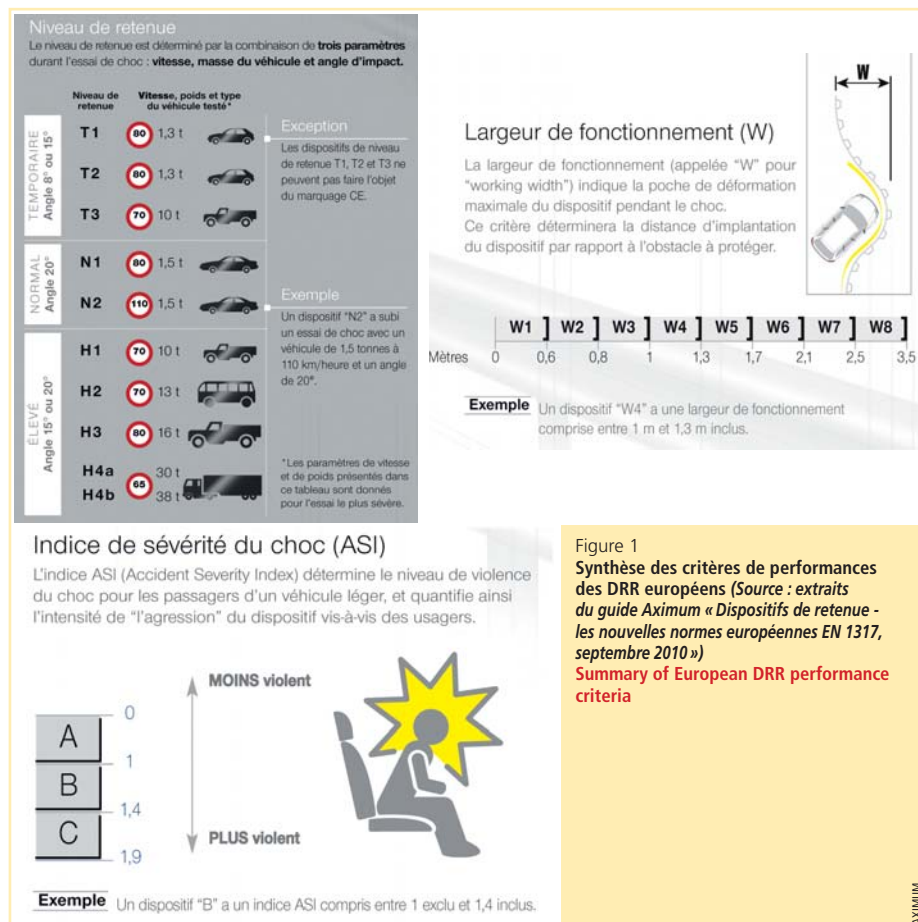 Niveau de retenue
Le niveau de retenue est déterminé par la combinaison de trois paramètres
durant l'essai de choc : vitesse, masse du véhicule et angle d'impact.
Niveau de
retenue
Vitesse, poids et type
du véhicule testé*
TEMPORAIRE
Angle 8° ou 15°
T1 80 1,3 t
T2 80 1,3 t
T3 70 10 t
Exception
Les dispositifs de niveau
de retenue T1, T2 et T3 ne
peuvent pas faire l'objet
du marquage CE.
NORMAL
Angle 20°
N1 80 1,5 t
N2 110 1,5 t
Exemple
Un dispositif "N2" a subi
un essai de choc avec un
véhicule de 1,5 tonnes à
110 km/heure et un angle
de 20°.
ÉLEVÉ
Angle 15° ou 20°
H1 70 10 t
H2 70 13 t
H3 80 16 t
H4a 30 t
65
H4b 38 t
*Les paramètres de vitesse
et de poids présentés dans
ce tableau sont donnés
pour l'essai le plus sévère.
Largeur de fonctionnement (W)
La largeur de fonctionnement (appelée "W" pour
"working width") indique la poche de déformation
maximale du dispositif pendant le choc.
Ce critère déterminera la distance d'implantation
du dispositif par rapport à l'obstacle à protéger.
W
W1 ] W2 ] W3 ] W4 ] W5 ] W6 ] W7 ] W8 ]
Mètres 0 0,6 0,8 1 1,3 1,7 2,1 2,5 3,5
Exemple Un dispositif "W4" a une largeur de fonctionnement
comprise entre 1 m et 1,3 m inclus.
Indice de sévérité du choc (ASI)
L'indice ASI (Accident Severity Index) détermine le niveau de violence
du choc pour les passagers d'un véhicule léger, et quantifie ainsi
l'intensité de "l'agression" du dispositif vis-à-vis des usagers.
MOINS violent
0
A
1
B
1,4
C
PLUS violent
1,9
Exemple Un dispositif "B" a un indice ASI compris entre 1 exclu et 1,4 inclus.
Figure 1
Synthèse des critères de performances
des DRR européens (Source : extraits
du guide Aximum « Dispositifs de retenue -
les nouvelles normes européennes EN 1317,
septembre 2010 »)
Summary of European DRR performance
criteria